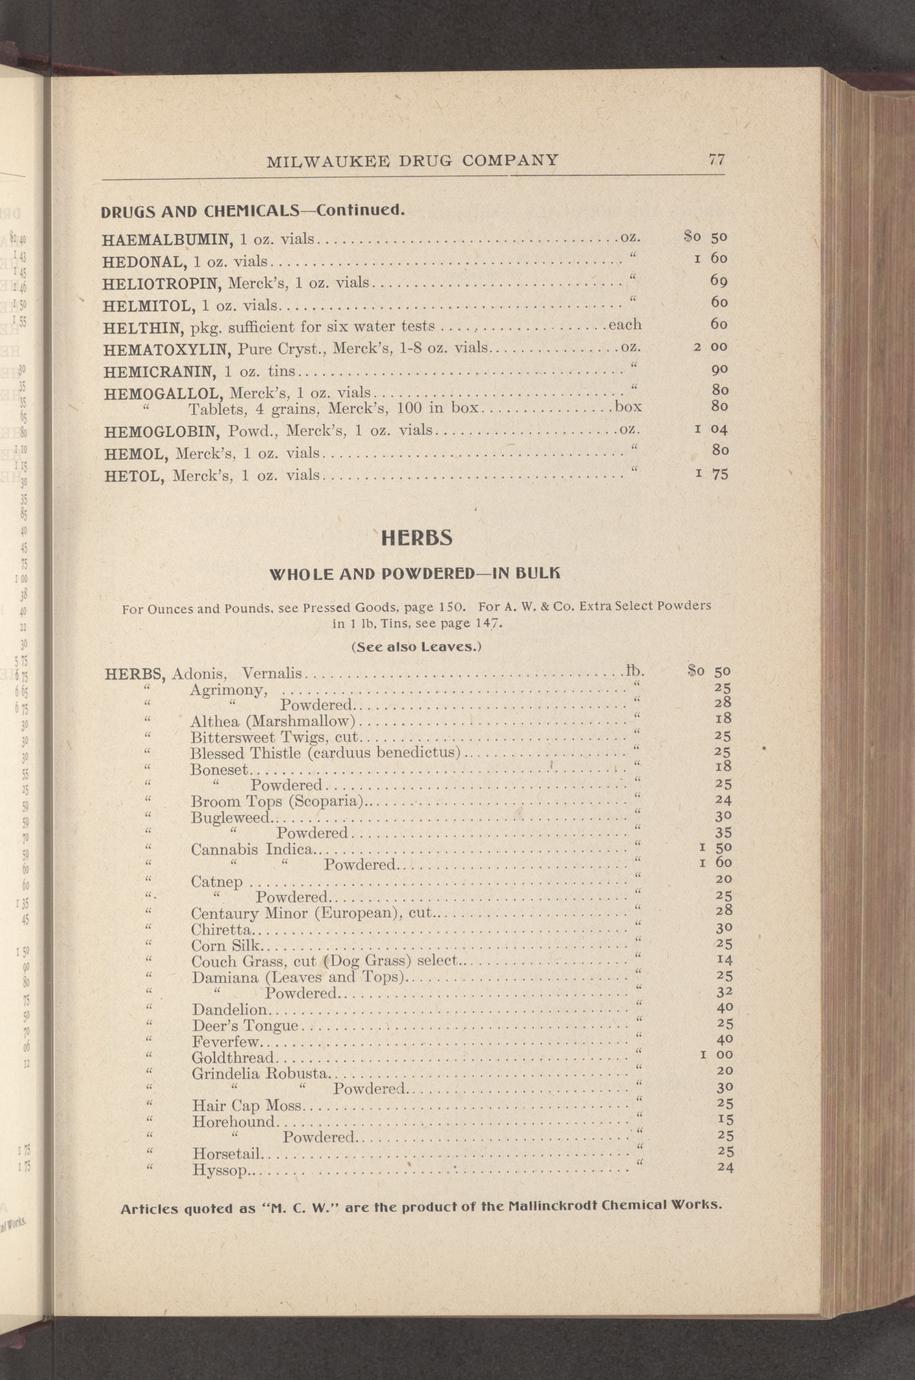 MILWAUKEE DRUG COMPANY 77
DRUGS AND CHEMICALS—Continued.
HAEMALBUMIN, 1 oz. vials........oz. $0 50
HEDONAL, 1 oz. vials........" 1 60
HELIOTROPIN, Merck's, 1 oz. vials........" 69
HELMITOL, 1 oz. vials........" 60
HELTHIN, pkg. sufficient for six water tests........each 60
HEMATOXYLIN, Pure Cryst., Merck's, 1-8 oz. vials........oz. 2 00
HEMICRANIN, 1 oz. tins........" 90
HEMOGALLOL, Merck's, 1 oz. vials........" 80
" Tablets, 4 grains, Merck's, 100 in box........box 80
HEMOGLOBIN, Powd., Merck's, 1 oz. vials........oz. 1 04
HEMOL, Merck's, 1 oz. vials........" 80
HETOL, Merck's, 1 oz. vials........" 1 75
HERBS
WHOLE AND POWDERED—IN BULK
For Ounces and Pounds, see Pressed Goods, page 150. For A. W. & Co. Extra Select Powders
in 1 lb. Tins, see page 147.
(See also Leaves.)
HERBS, Adonis, Vernalis........lb. $0 50
" Agrimony, ........" 25
" " Powdered........" 28
" Althea (Marshmallow)........" 18
" Bittersweet Twigs, cut........" 25
" Blessed Thistle (carduus benedictus)........" 25
" Boneset........" 18
" " Powdered........" 25
" Broom Tops (Scoparia)........" 24
" Bugleweed........" 30
" " Powdered........" 35
" Cannabis Indica........" 1 50
" " " Powdered........" 1 60
" Catnep........" 20
" " Powdered........" 25
" Centaury Minor (European), cut........" 28
" Chiretta........" 30
" Corn Silk........" 25
" Couch Grass, cut (Dog Grass) select........" 14
" Damiana (Leaves and Tops)........" 25
" " Powdered........" 32
" Dandelion........" 40
" Deer's Tongue........" 25
" Feverfew........" 40
" Goldthread........" 1 00
" Grindelia Robusta........" 20
" " " Powdered........" 30
" Hair Cap Moss........" 25
" Horehound........" 15
" " Powdered........" 25
" Horsetail........" 25
" Hyssop........" 24
Articles quoted as "M. C. W." are the product of the Mallinckrodt Chemical Works.